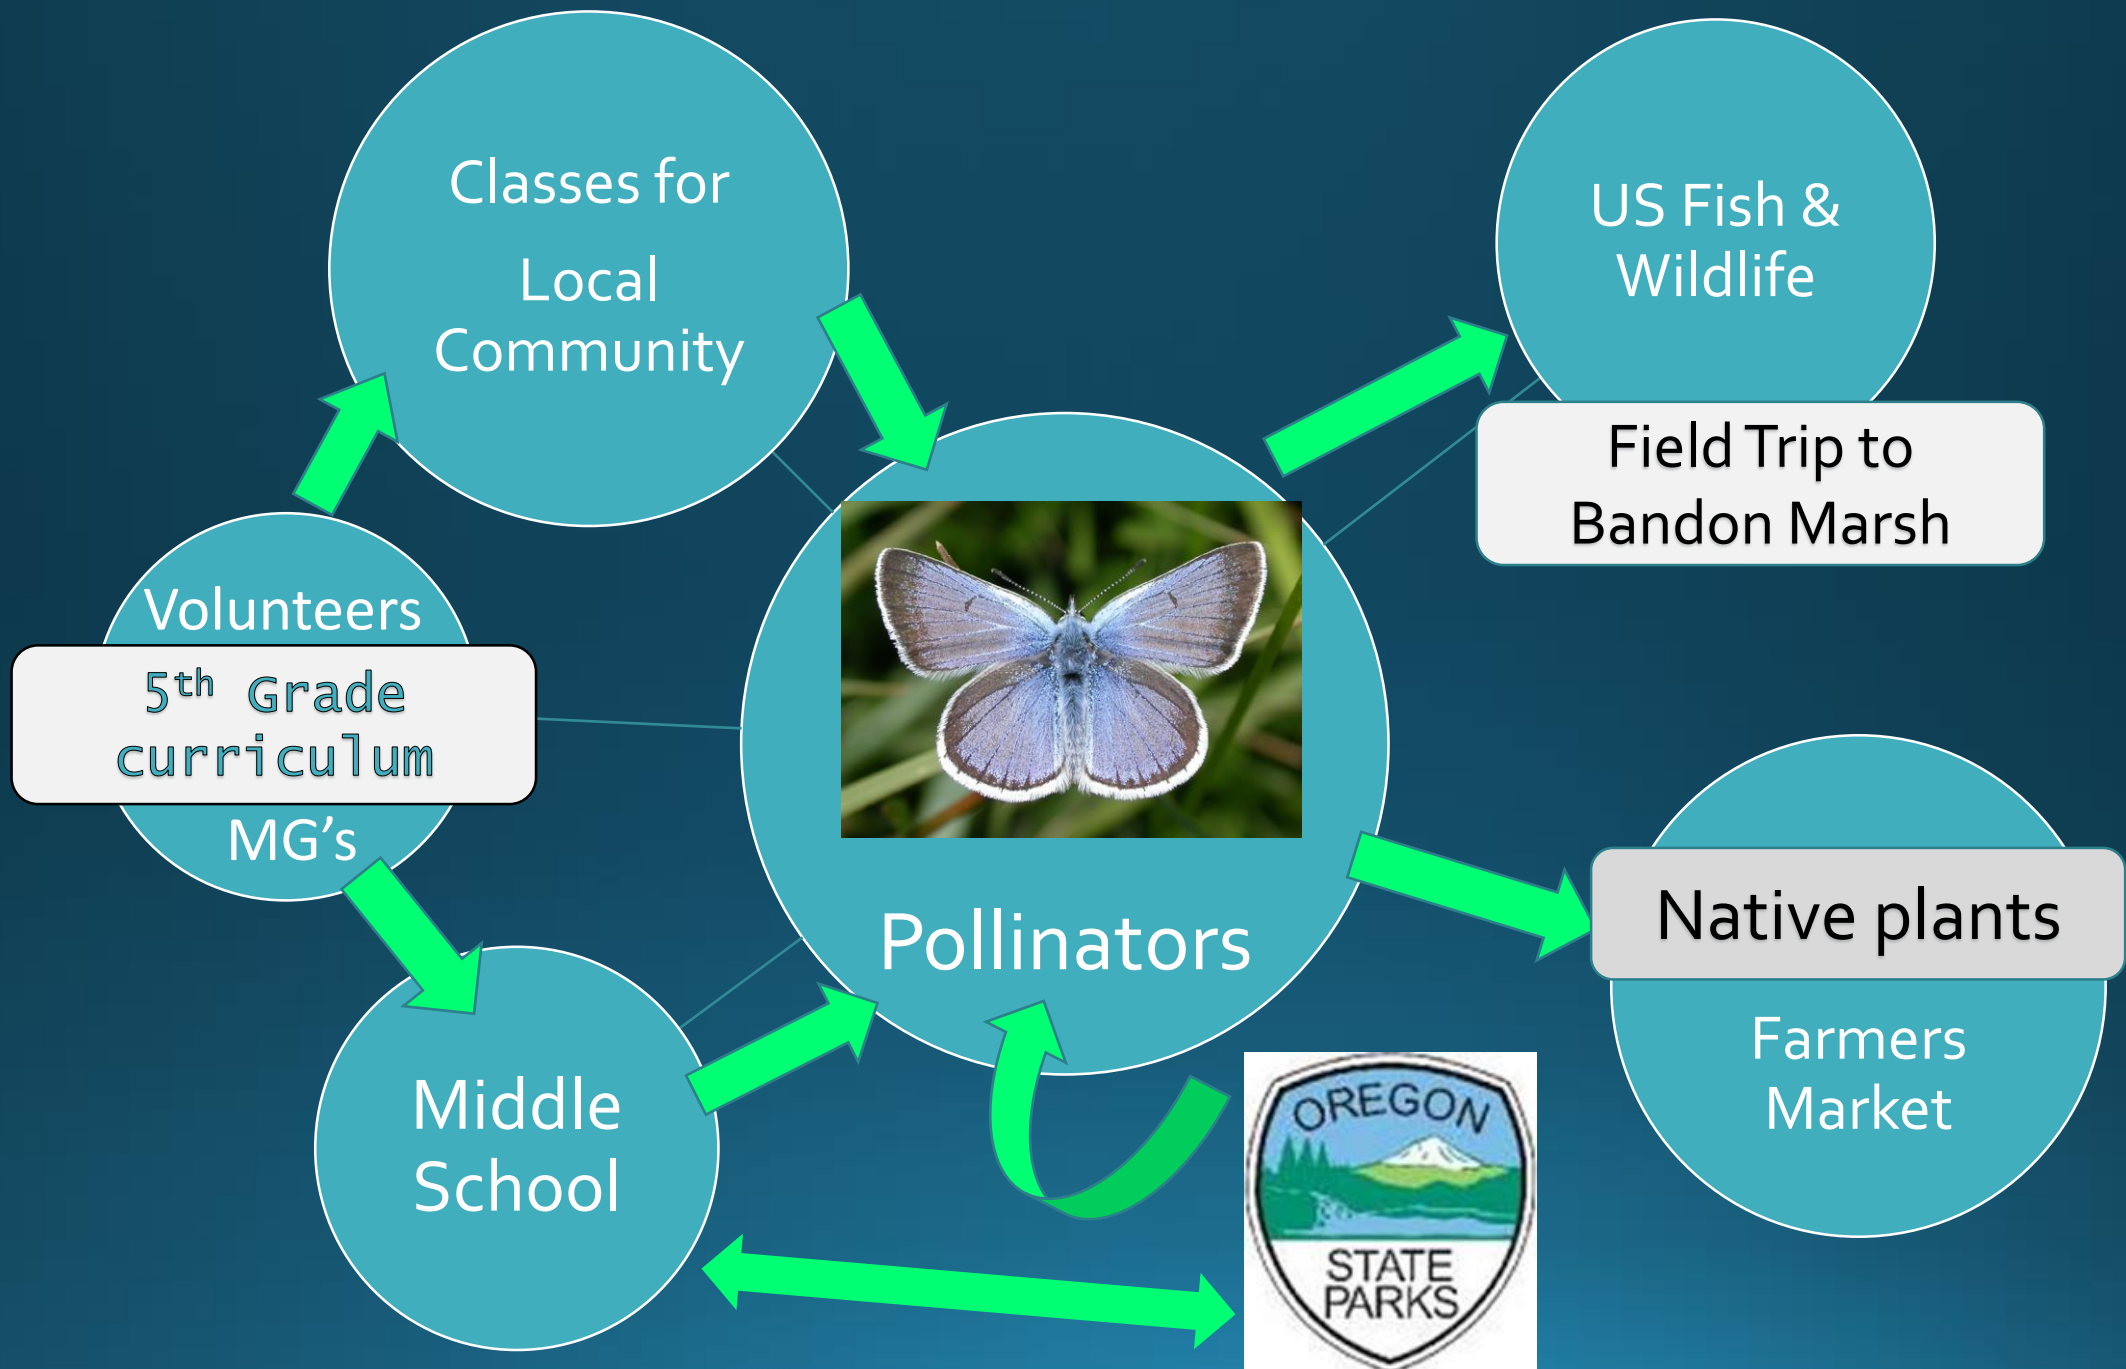 Classes for
Local
Community
US Fish &
Wildlife
Field Trip to
Bandon Marsh
Volunteers
5th Grade
curriculum
MG’s
Pollinators
Native plants
Farmers
Market
Middle
School
OREGON
STATE
PARKS